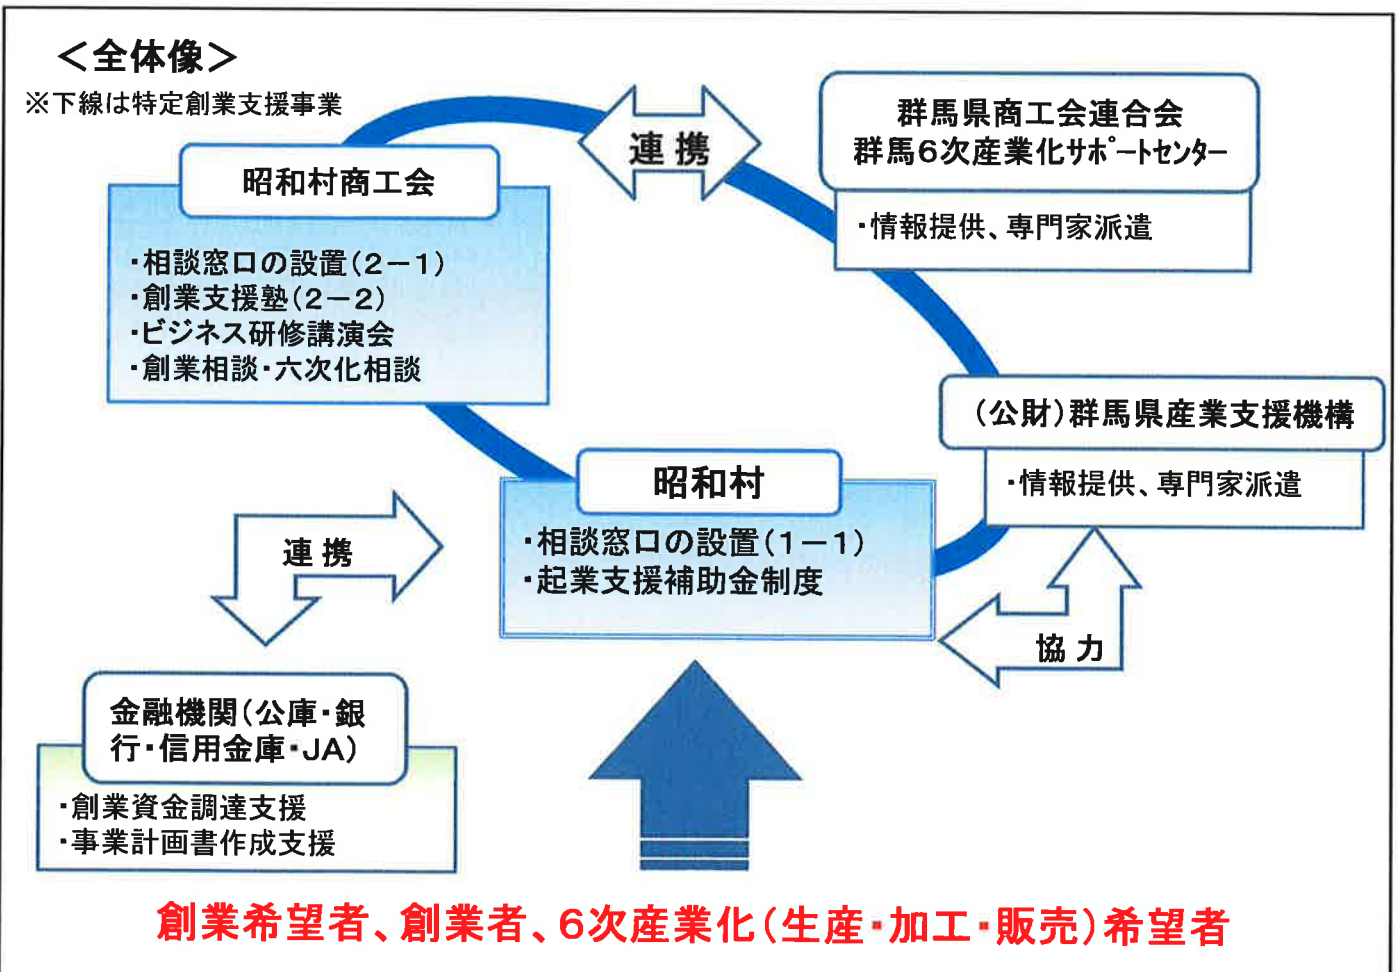 ＜全体像＞
※下線は特定創業支援事業
昭和村商工会
・相談窓口の設置(2－1)
・創業支援塾(2－2)
・ビジネス研修講演会
・創業相談・六次化相談
連携
群馬県商工会連合会
群馬6次産業化ｻﾎﾟｰﾄｾﾝﾀｰ
・情報提供、専門家派遣
(公財)群馬県産業支援機構
・情報提供、専門家派遣
昭和村
・相談窓口の設置(1－1)
・起業支援補助金制度
連携
協力
金融機関(公庫・銀
行・信用金庫・JA)
・創業資金調達支援
・事業計画書作成支援
創業希望者、創業者、6次産業化(生産・加工・販売)希望者